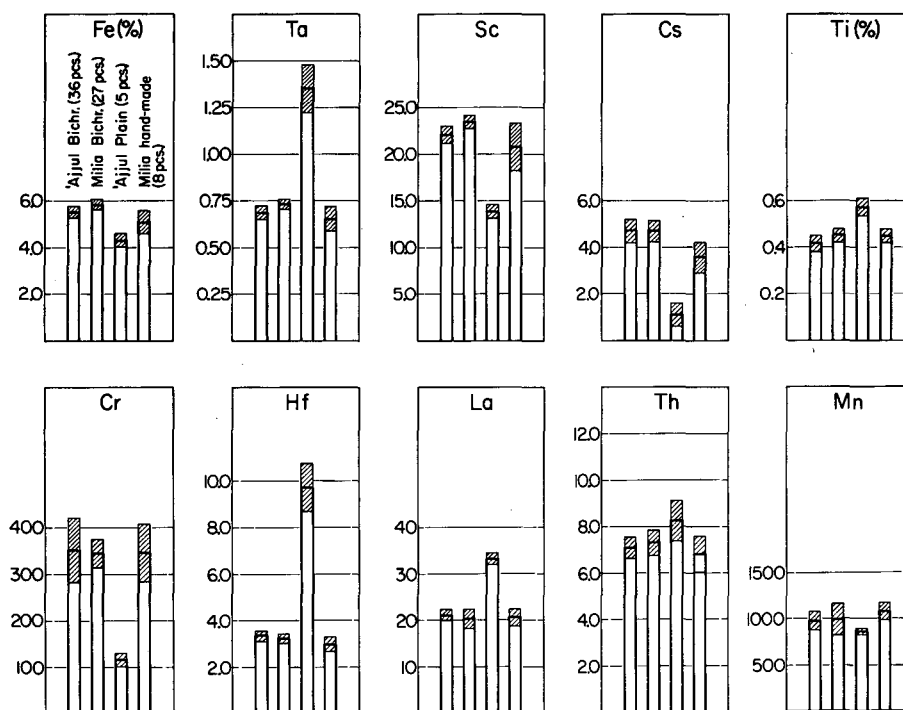 Fe(%)
'Ajjul Bichr. (36 pcs.)
Milia Bichr. (27 pcs.)
'Ajjul Plain (5 pcs.)
Milia hand-made
(8 pcs.)
6.0
4.0
2.0
Ta
1.50
1.25
1.00
0.75
0.50
0.25
Sc
25.0
20.0
15.0
10.0
5.0
Cs
6.0
4.0
2.0
Ti(%)
0.6
0.4
0.2
Cr
400
300
200
100
Hf
10.0
8.0
6.0
4.0
2.0
La
40
30
20
10
Th
12.0
10.0
8.0
6.0
4.0
2.0
Mn
1500
1000
500